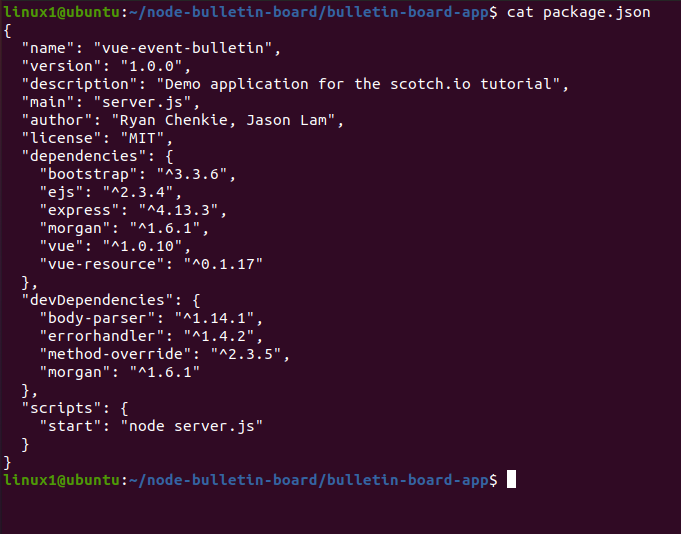 linux1@ubuntu:~/node-bulletin-board/bulletin-board-app$ cat package.json
{
  "name": "vue-event-bulletin",
  "version": "1.0.0",
  "description": "Demo application for the scotch.io tutorial",
  "main": "server.js",
  "author": "Ryan Chenkie, Jason Lam",
  "license": "MIT",
  "dependencies": {
    "bootstrap": "^3.3.6",
    "ejs": "^2.3.4",
    "express": "^4.13.3",
    "morgan": "^1.6.1",
    "vue": "^1.0.10",
    "vue-resource": "^0.1.17"
  },
  "devDependencies": {
    "body-parser": "^1.14.1",
    "errorhandler": "^1.4.2",
    "method-override": "^2.3.5",
    "morgan": "^1.6.1"
  },
  "scripts": {
    "start": "node server.js"
  }
}
linux1@ubuntu:~/node-bulletin-board/bulletin-board-app$